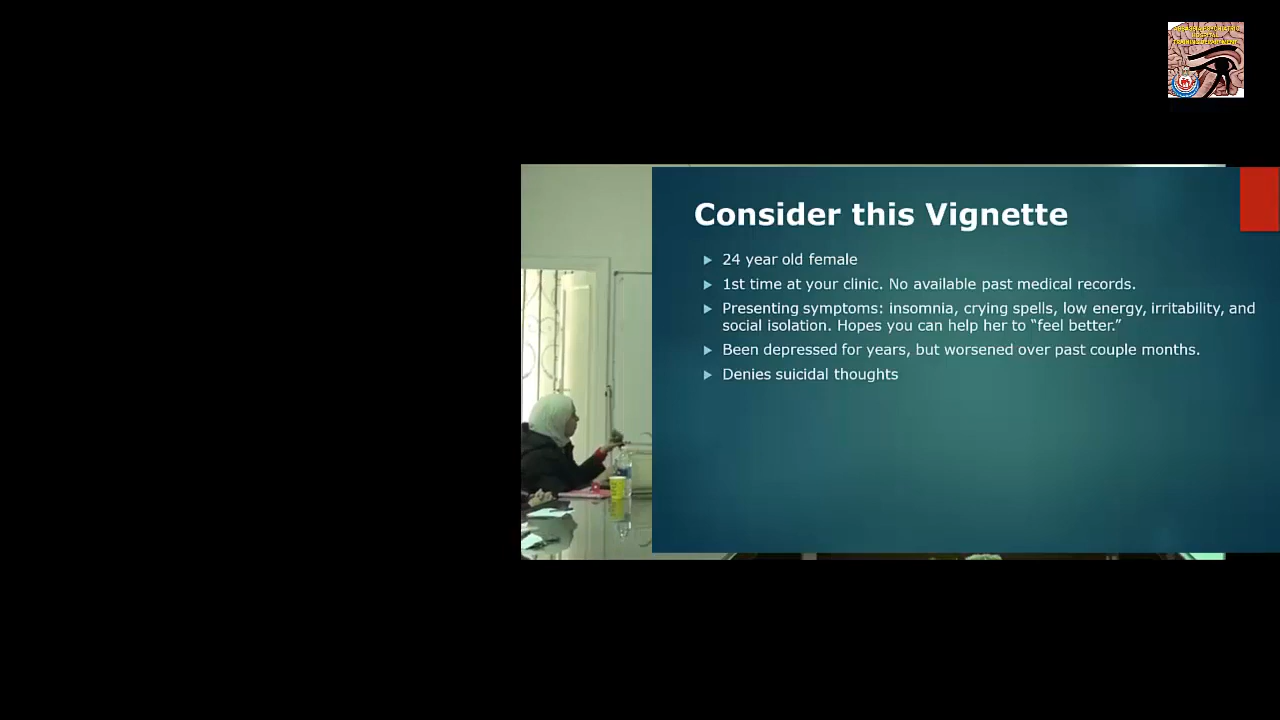 HOSPITAL
Consider this Vignette
24 year old female
1st time at your clinic. No available past medical records.
Presenting symptoms: insomnia, crying spells, low energy, irritability, and
social isolation. Hopes you can help her to “feel better.”
Been depressed for years, but worsened over past couple months.
Denies suicidal thoughts